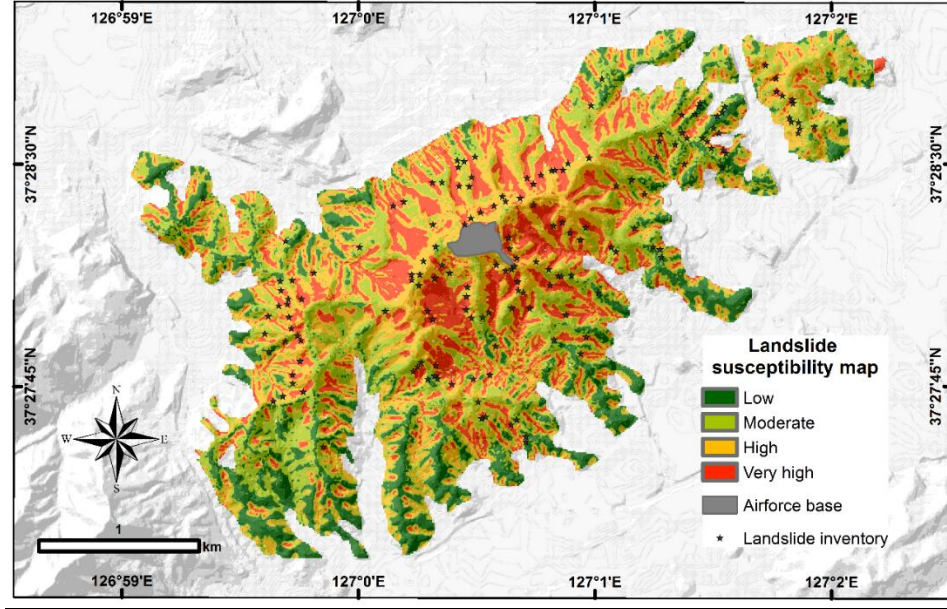 126°59'E 127°0'E 127°1'E 127°2'E
37°28'30"N 37°28'30"N
37°27'45"N 37°27'45"N
Landslide
susceptibility map
Low
Moderate
High
Very high
Airforce base
Landslide inventory
N
W E
S
1
km
126°59'E 127°0'E 127°1'E 127°2'E